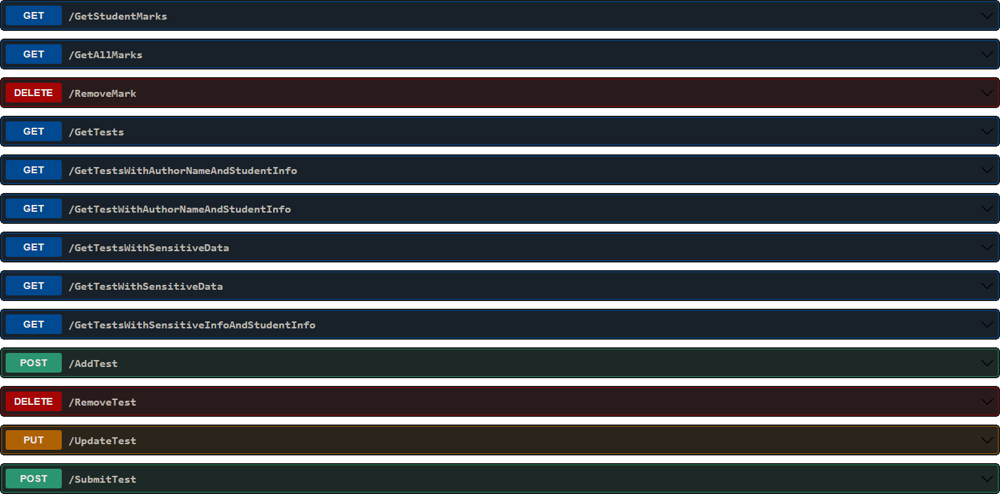 GET /GetStudentMarks
GET /GetAllMarks
DELETE /RemoveMark
GET /GetTests
GET /GetTestsWithAuthorNameAndStudentInfo
GET /GetTestWithAuthorNameAndStudentInfo
GET /GetTestsWithSensitiveData
GET /GetTestWithSensitiveData
GET /GetTestsWithSensitiveInfoAndStudentInfo
POST /AddTest
DELETE /RemoveTest
PUT /UpdateTest
POST /SubmitTest